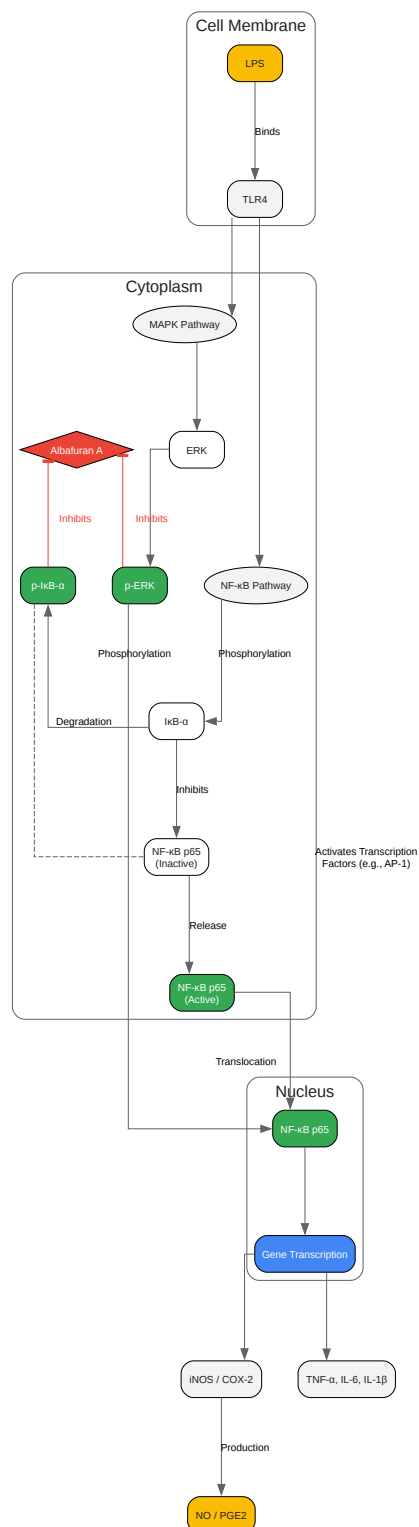 Cell Membrane
LPS
Binds
TLR4
Cytoplasm
MAPK Pathway
Albafuran A
ERK
Inhibits
Inhibits
p-IκB-α
p-ERK
NF-κB Pathway
Phosphorylation
Phosphorylation
IκB-α
Degradation
Inhibits
NF-κB p65
(Inactive)
Activates Transcription
Factors (e.g., AP-1)
Release
NF-κB p65
(Active)
Translocation
Nucleus
NF-κB p65
Gene Transcription
iNOS / COX-2
TNF-α, IL-6, IL-1β
Production
NO / PGE2